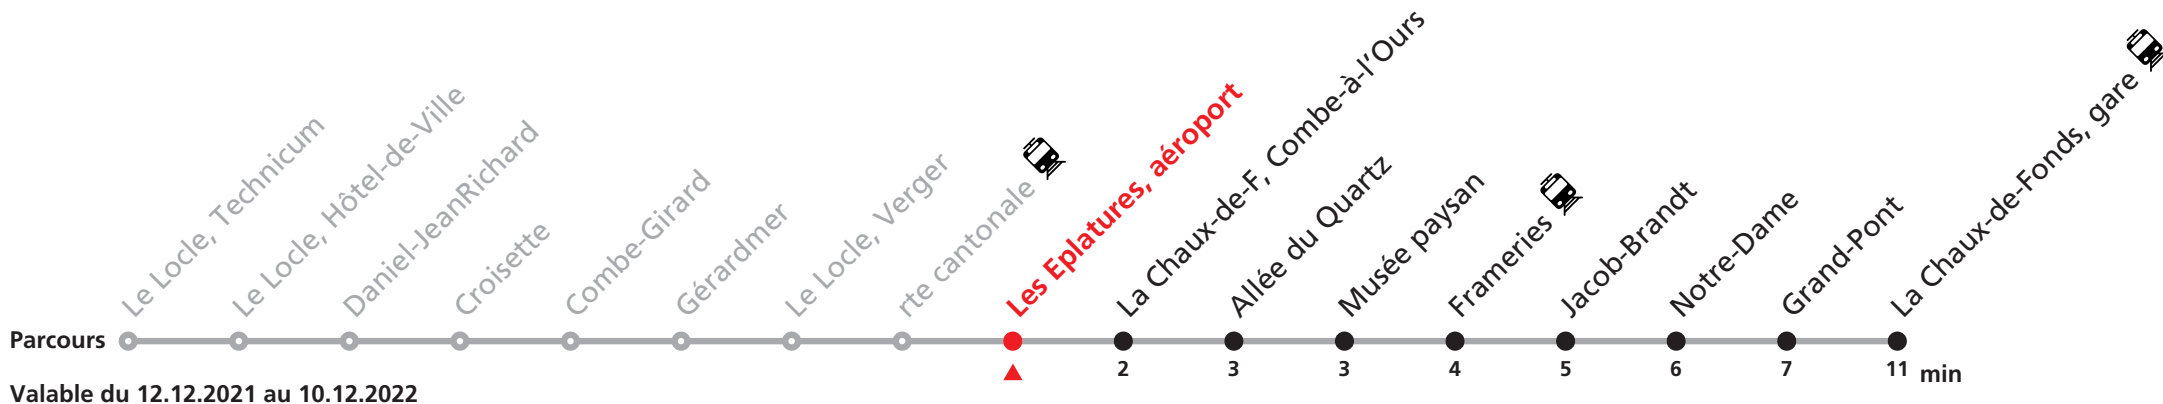 Le Locle, Technicum
Le Locle, Hôtel-de-Ville
Daniel-JeanRichard
Croisette
Combe-Girard
Gérardmer
Le Locle, Verger
rte cantonale
Les Eplatures, aéroport
La Chaux-de-F, Combe-à-l'Ours
Allée du Quartz
Musée paysan
Frameries
Jacob-Brandt
Notre-Dame
Grand-Pont
La Chaux-de-Fonds, gare
Parcours
2 3 3 4 5 6 7 11 min
Valable du 12.12.2021 au 10.12.2022